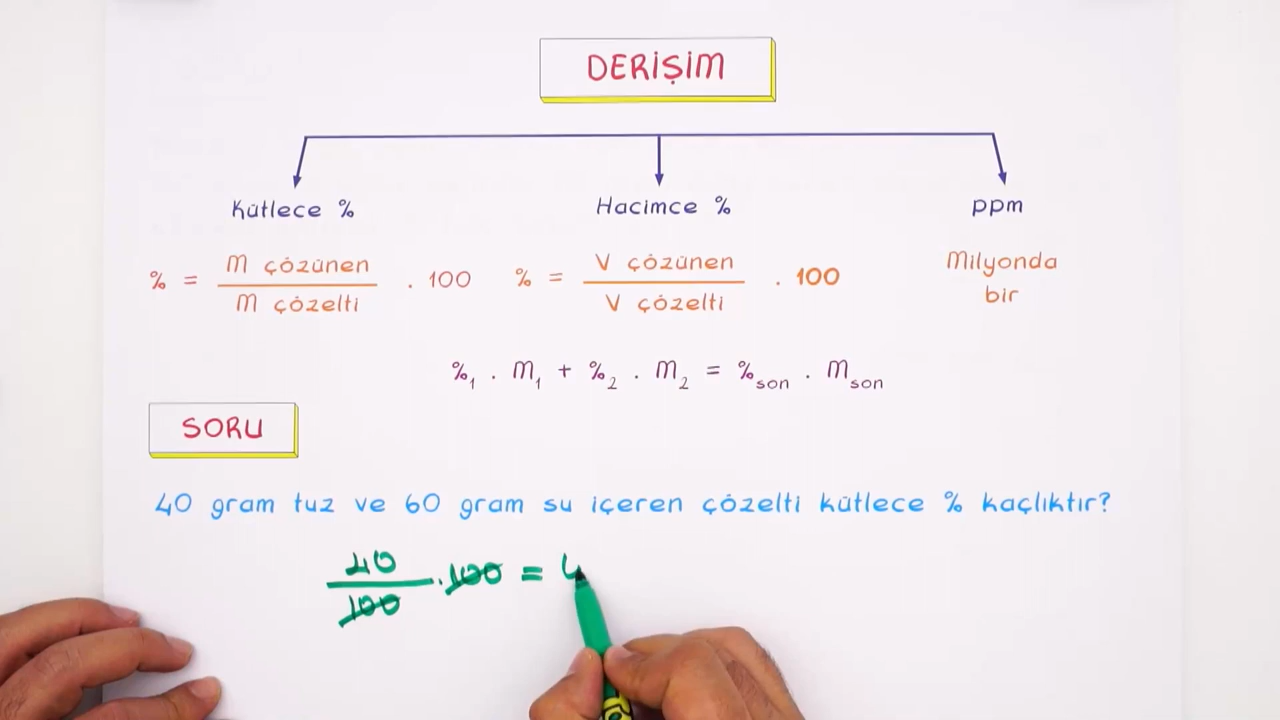 DERİŞİM
Kütlece %
Hacimce %
ppm
% = M çözünen / M çözelti . 100
% = V çözünen / V çözelti . 100
Milyonda
bir
%1 . M1 + %2 . M2 = %son . Mson
SORU
40 gram tuz ve 60 gram su içeren çözelti kütlece % kaçlıktır?
40 / 100 . 100 = 4